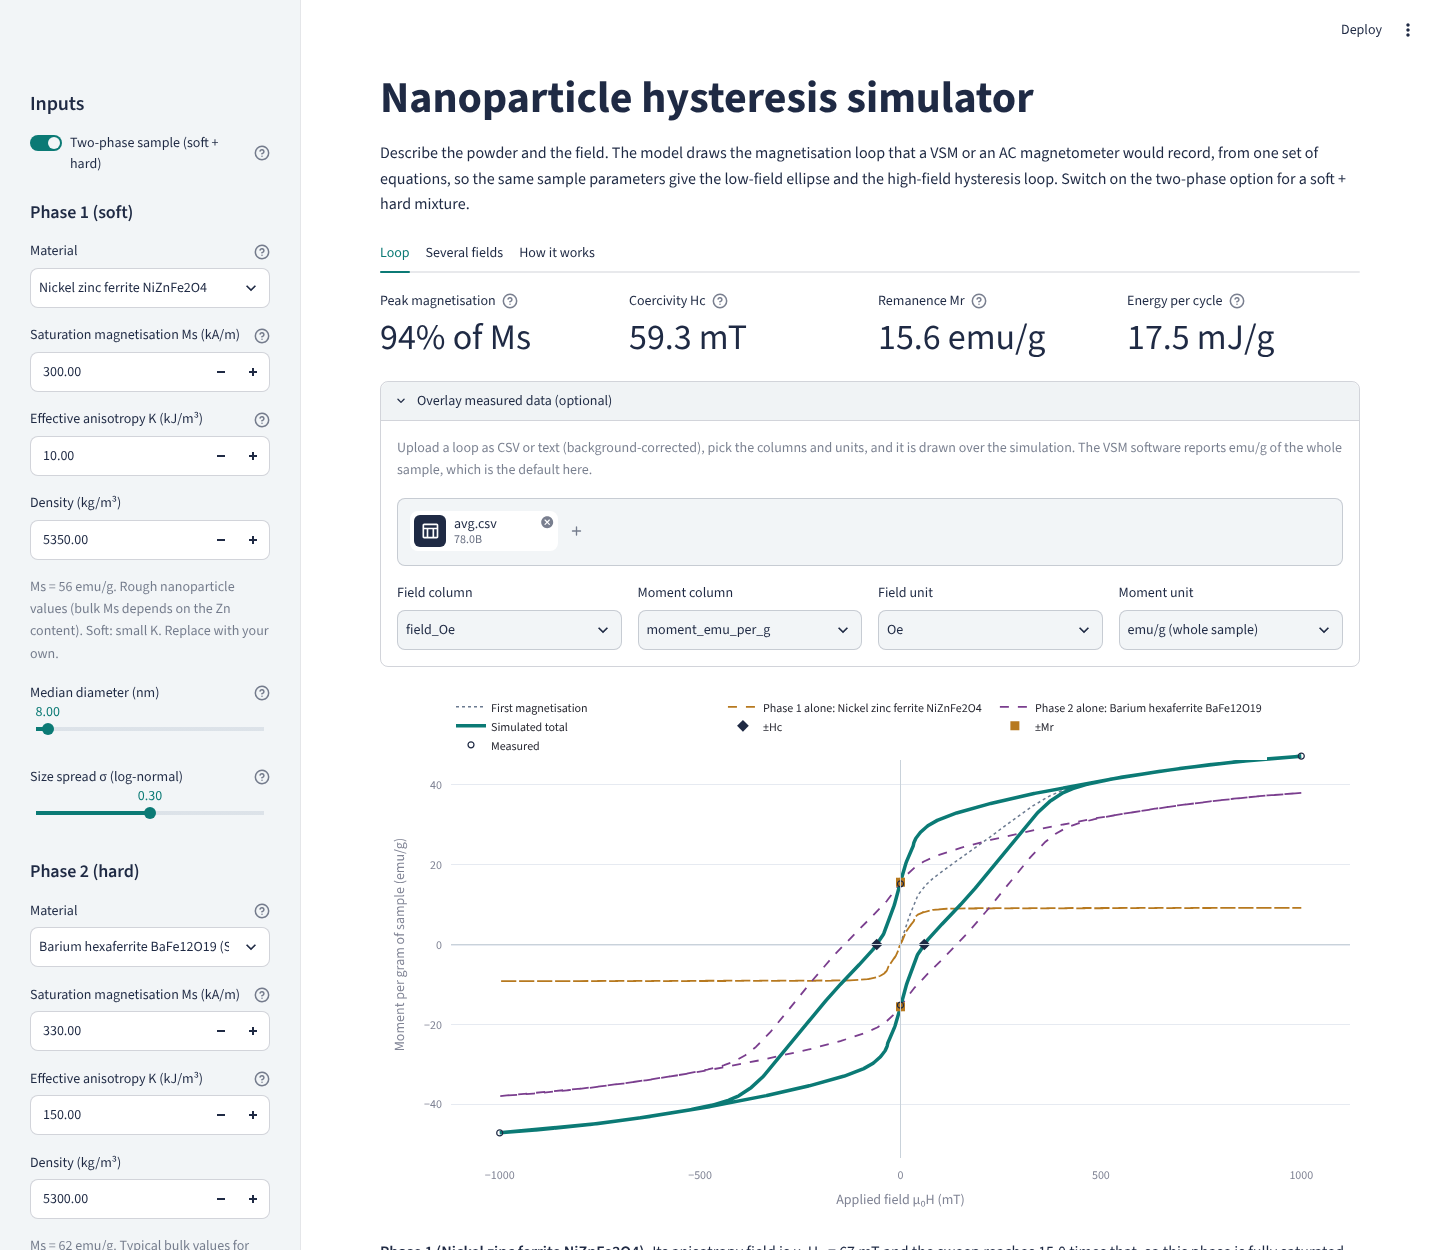 Deploy
Inputs
Two-phase sample (soft +
hard)
Phase 1 (soft)
Material
Nickel zinc ferrite NiZnFe2O4
Saturation magnetisation Ms (kA/m)
300.00
Effective anisotropy K (kJ/m³)
10.00
Density (kg/m³)
5350.00
Ms = 56 emu/g. Rough nanoparticle
values (bulk Ms depends on the Zn
content). Soft: small K. Replace with your
own.
Median diameter (nm)
8.00
Size spread σ (log-normal)
0.30
Phase 2 (hard)
Material
Barium hexaferrite BaFe12O19 (S
Saturation magnetisation Ms (kA/m)
330.00
Effective anisotropy K (kJ/m³)
150.00
Density (kg/m³)
5300.00
Ms = 62 emu/g. Typical bulk values for
Nanoparticle hysteresis simulator
Describe the powder and the field. The model draws the magnetisation loop that a VSM or an AC magnetometer would record, from one set of
equations, so the same sample parameters give the low-field ellipse and the high-field hysteresis loop. Switch on the two-phase option for a soft +
hard mixture.
Loop Several fields How it works
Peak magnetisation Coercivity Hc Remanence Mr Energy per cycle
94% of Ms 59.3 mT 15.6 emu/g 17.5 mJ/g
Overlay measured data (optional)
Upload a loop as CSV or text (background-corrected), pick the columns and units, and it is drawn over the simulation. The VSM software reports emu/g of the whole
sample, which is the default here.
avg.csv
78.0B
Field column Moment column Field unit Moment unit
field_Oe moment_emu_per_g Oe emu/g (whole sample)
First magnetisation Phase 1 alone: Nickel zinc ferrite NiZnFe2O4 Phase 2 alone: Barium hexaferrite BaFe12O19
Simulated total ±Hc ±Mr
Measured
40
20
0
−20
−40
Moment per gram of sample (emu/g)
−1000 −500 0 500 1000
Applied field μ₀H (mT)